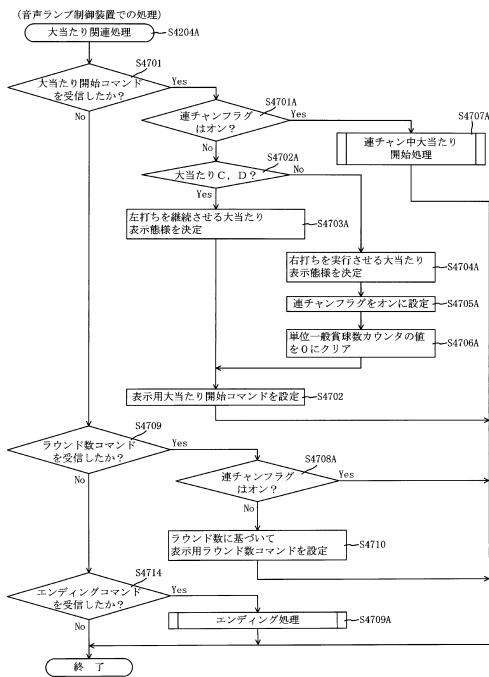 (音声ランプ制御装置での処理)
大当たり関連処理
S4204A
S4701
大当たり開始コマンド
を受信したか?
Yes
No
S4701A
連チャンフラグ
はオン?
Yes
No
S4707A
連チャン中大当たり
開始処理
S4702A
大当たりC,D?
No
Yes
左打ちを継続させる大当たり
表示態様を決定
S4703A
右打ちを実行させる大当たり
表示態様を決定
S4704A
連チャンフラグをオンに設定
S4705A
単位一般賞球数カウンタの値
を0にクリア
S4706A
表示用大当たり開始コマンドを設定
S4702
S4709
ラウンド数コマンド
を受信したか?
Yes
No
S4708A
連チャンフラグ
はオン?
Yes
No
ラウンド数に基づいて
表示用ラウンド数コマンドを設定
S4710
S4714
エンディングコマンド
を受信したか?
Yes
No
エンディング処理
S4709A
終 了